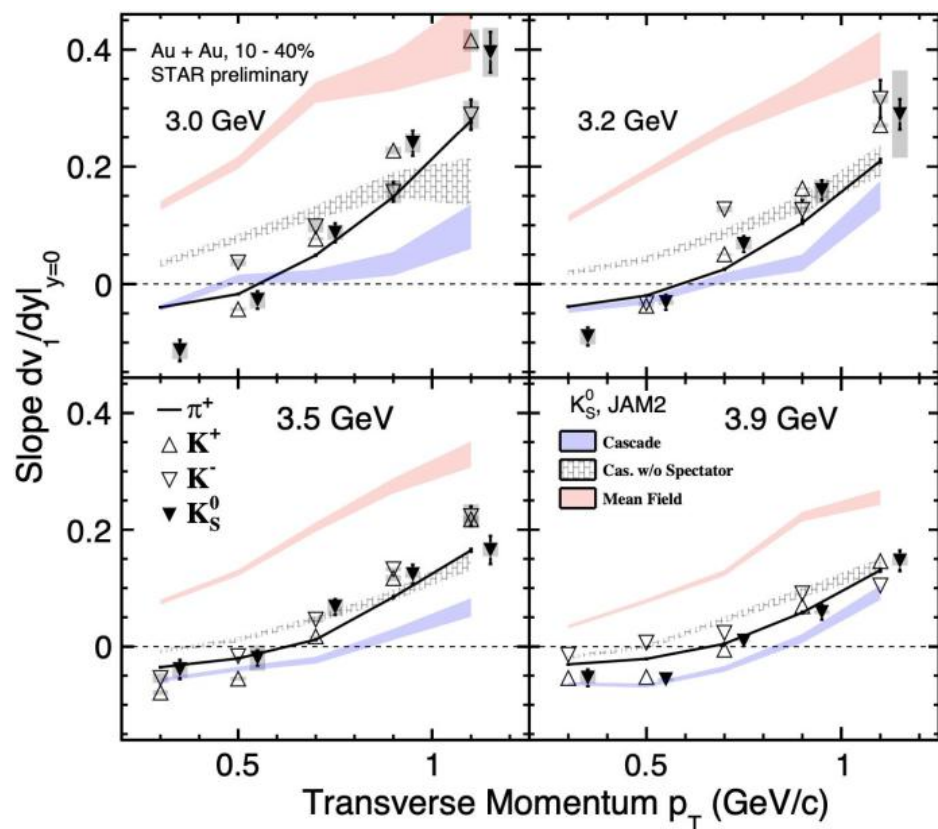 Au + Au, 10 - 40%
STAR preliminary
3.0 GeV
3.2 GeV
0.4
0.2
0
3.5 GeV
π+
K+
K-
K0S
3.9 GeV
K0S, JAM2
Cascade
Cas. w/o Spectator
Mean Field
0.4
0.2
0
0.5
1
0.5
1
Slope dv1/dy|y=0
Transverse Momentum pT (GeV/c)